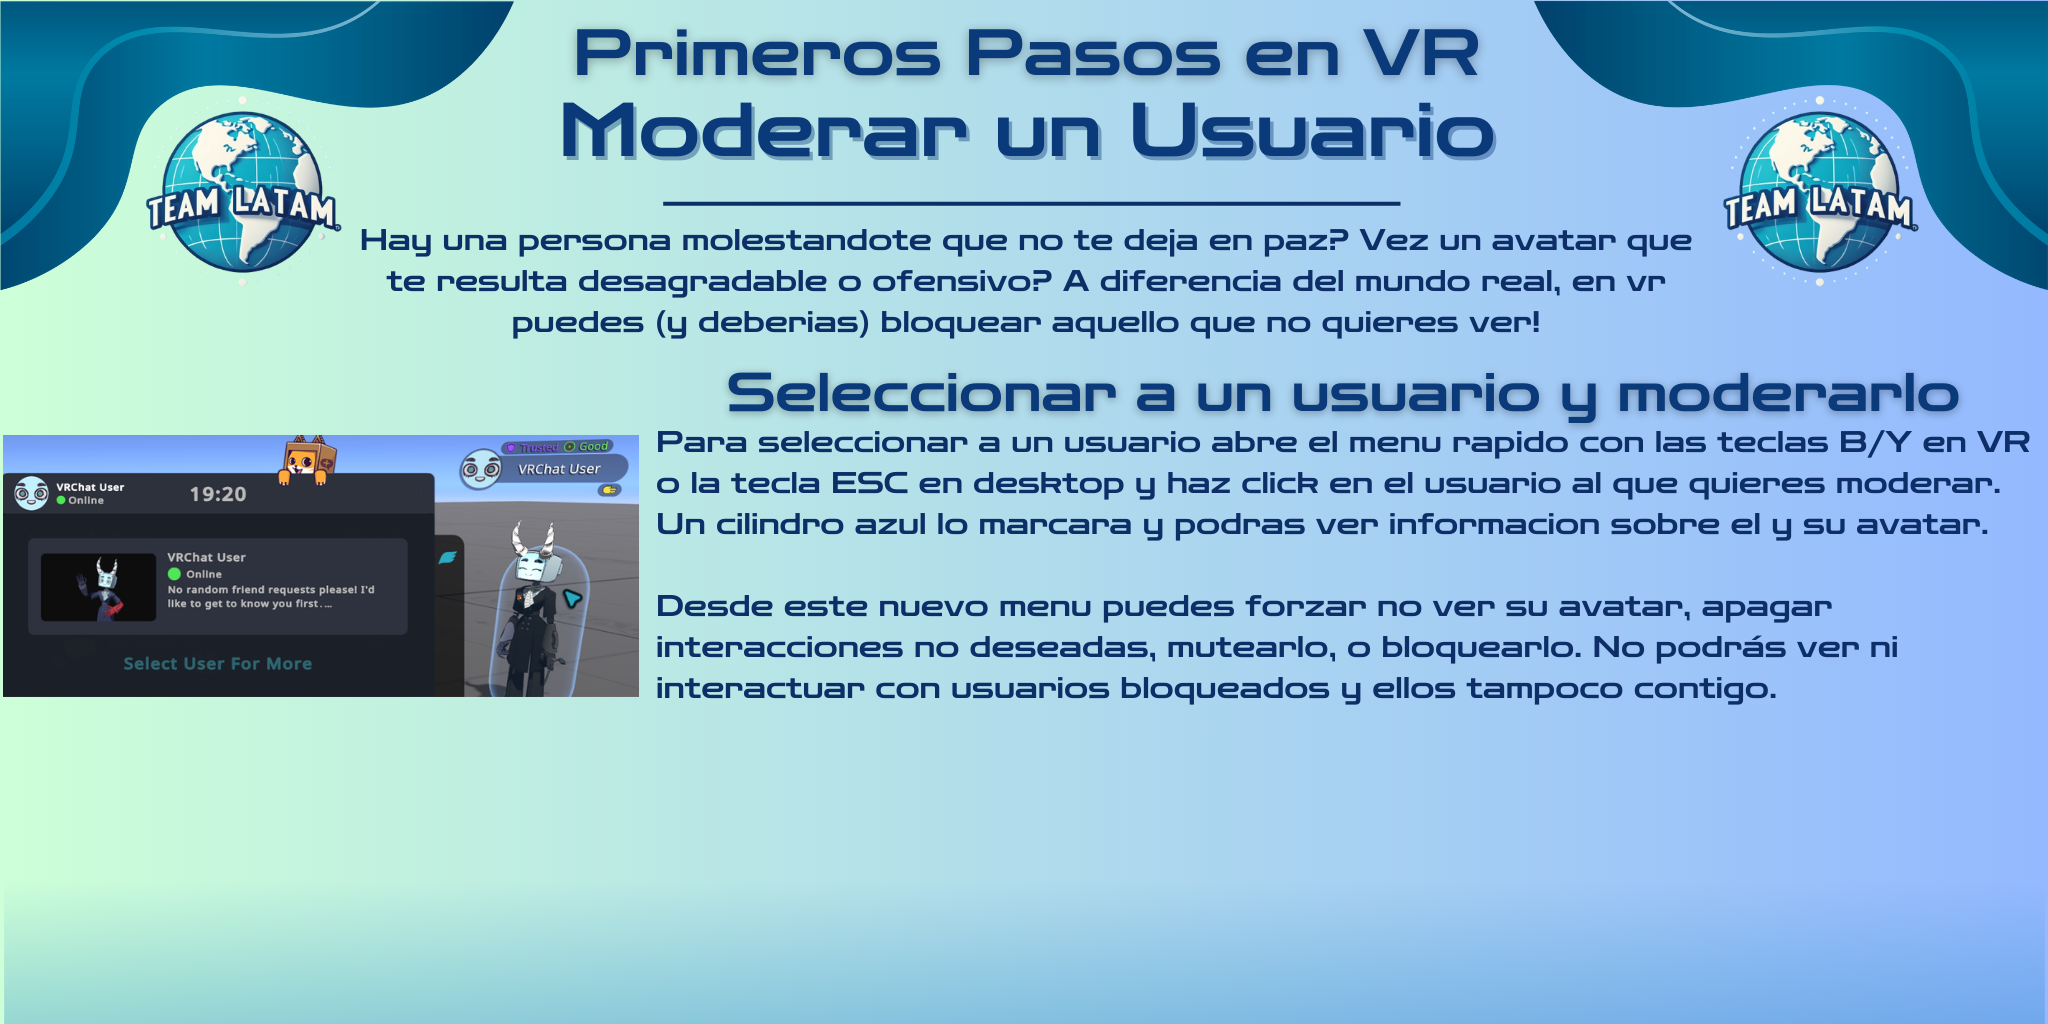 Primeros Pasos en VR
Moderar un Usuario
TEAM LATAM
TEAM LATAM
Hay una persona molestandote que no te deja en paz? Vez un avatar que
te resulta desagradable o ofensivo? A diferencia del mundo real, en vr
puedes (y deberias) bloquear aquello que no quieres ver!
Seleccionar a un usuario y moderarlo
Para seleccionar a un usuario abre el menu rapido con las teclas B/Y en VR
o la tecla ESC en desktop y haz click en el usuario al que quieres moderar.
Un cilindro azul lo marcara y podras ver informacion sobre el y su avatar.
Desde este nuevo menu puedes forzar no ver su avatar, apagar
interacciones no deseadas, mutearlo, o bloquearlo. No podrás ver ni
interactuar con usuarios bloqueados y ellos tampoco contigo.
VRChat User
Online
19:20
VRChat User
Online
No random friend requests please! I'd
like to get to know you first. ...
Select User For More
Trusted Good
VRChat User